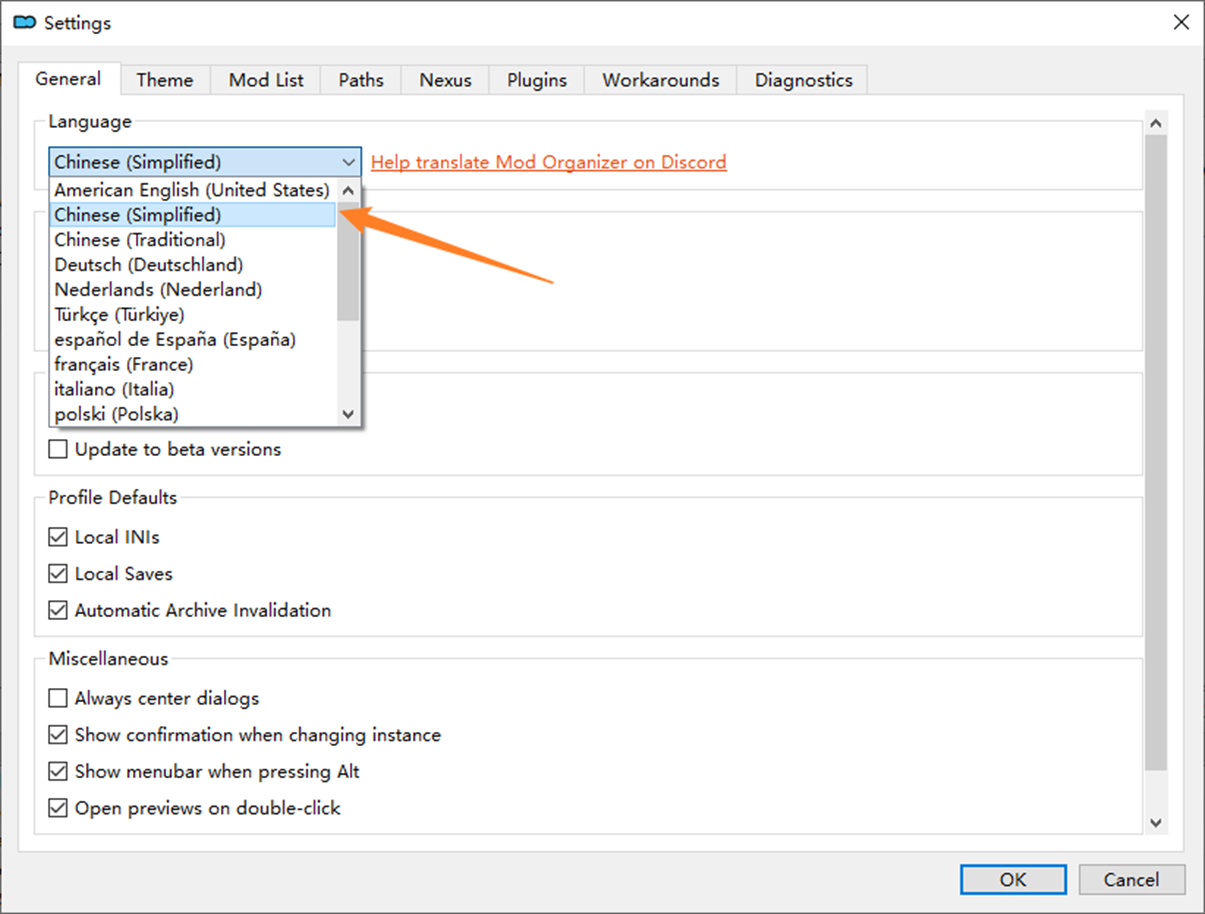 Settings
General Theme Mod List Paths Nexus Plugins Workarounds Diagnostics
Language
Chinese (Simplified) Help translate Mod Organizer on Discord
American English (United States)
Chinese (Simplified)
Chinese (Traditional)
Deutsch (Deutschland)
Nederlands (Nederland)
Türkçe (Türkiye)
español de España (España)
français (France)
italiano (Italia)
polski (Polska)
Update to beta versions
Profile Defaults
Local INIs
Local Saves
Automatic Archive Invalidation
Miscellaneous
Always center dialogs
Show confirmation when changing instance
Show menubar when pressing Alt
Open previews on double-click
OK Cancel